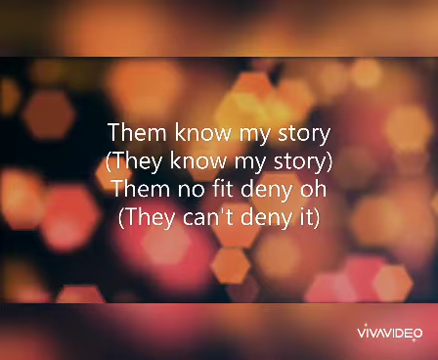 Them know my story
(They know my story)
Them no fit deny oh
(They can't deny it)
VIVAVIDEO